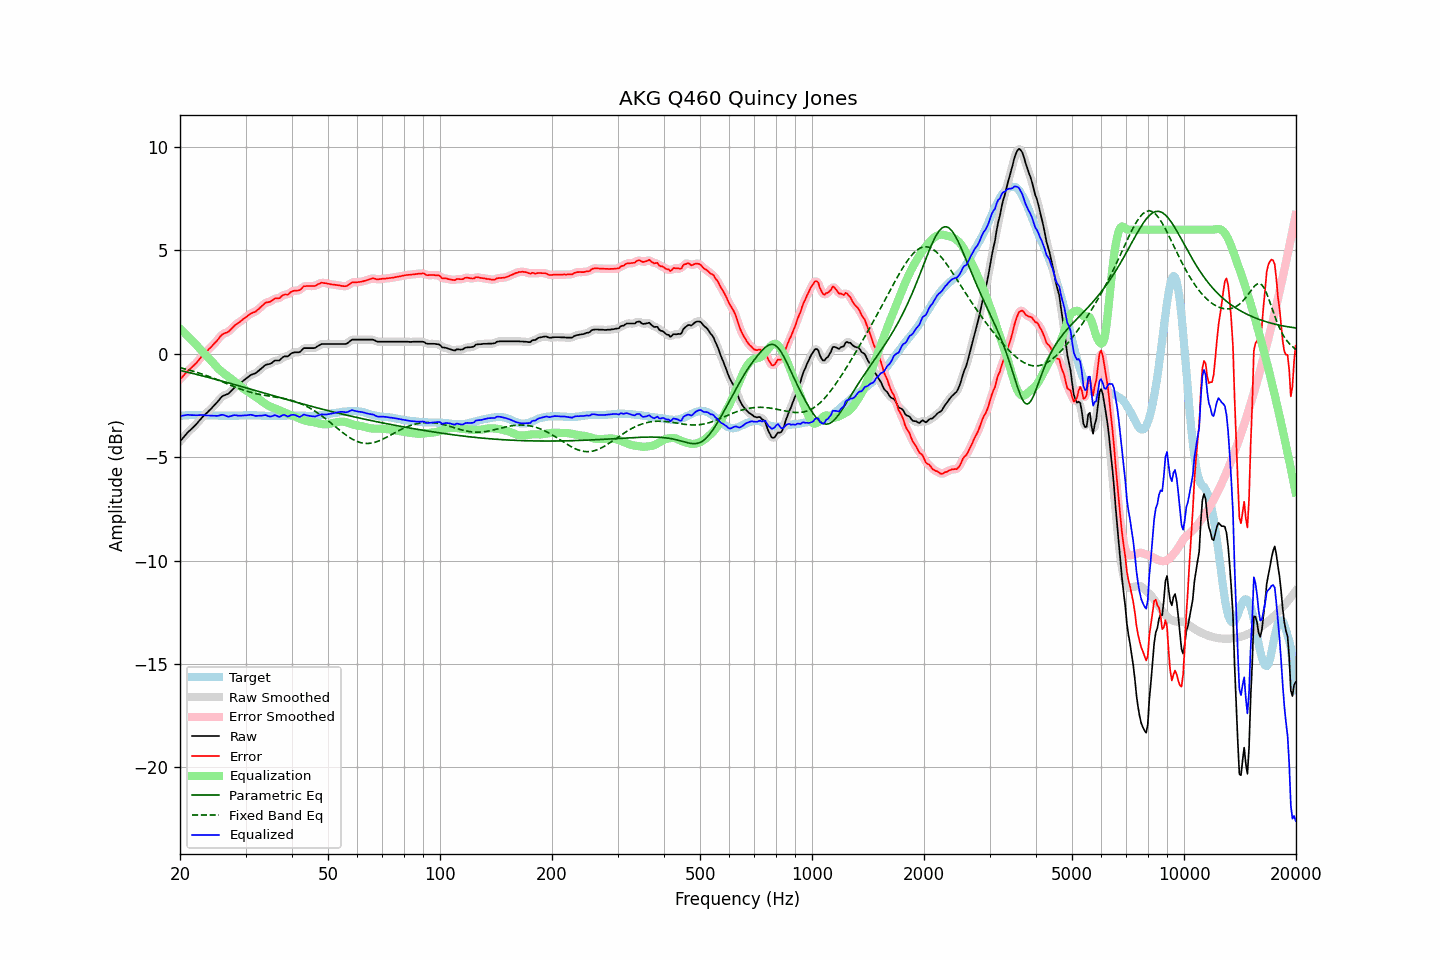 AKG Q460 Quincy Jones
Amplitude (dBr)
10
5
0
−5
−10
−15
−20
Target
Raw Smoothed
Error Smoothed
Raw
Error
Equalization
Parametric Eq
Fixed Band Eq
Equalized
20 50 100 200 500 1000 2000 5000 10000 20000
Frequency (Hz)